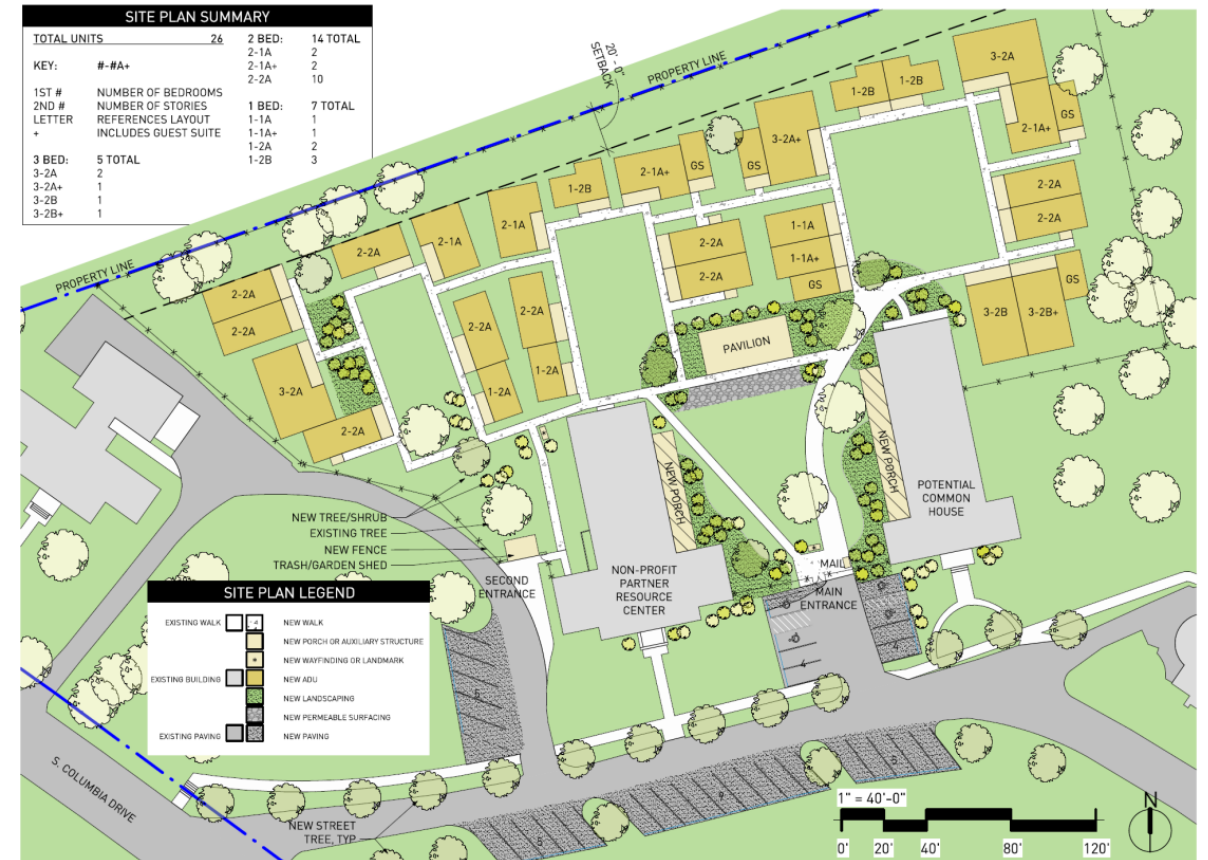 SITE PLAN SUMMARY
TOTAL UNITS 26
KEY: #-#A+
1ST # NUMBER OF BEDROOMS
2ND # NUMBER OF STORIES
LETTER REFERENCES LAYOUT
+ INCLUDES GUEST SUITE
3 BED: 5 TOTAL
3-2A 2
3-2A+ 1
3-2B 1
3-2B+ 1
2 BED: 14 TOTAL
2-1A 2
2-1A+ 2
2-2A 10
1 BED: 7 TOTAL
1-1A 1
1-1A+ 1
1-2A 2
1-2B 3
20' - 0"
SETBACK
PROPERTY LINE
PROPERTY LINE
3-2A
1-2B
1-2B
GS
2-1A+
3-2A+
GS
GS
2-1A+
1-2B
2-1A
2-1A
2-2A
2-2A
2-2A
3-2A
2-2A
2-2A
1-2A
2-2A
1-2A
2-2A
2-2A
1-1A
1-1A+
GS
2-2A
2-2A
GS
3-2B
3-2B+
PAVILION
NEW PORCH
NEW PORCH
POTENTIAL
COMMON
HOUSE
NON-PROFIT
PARTNER
RESOURCE
CENTER
MAIL
MAIN
ENTRANCE
SECOND
ENTRANCE
NEW TREE/SHRUB
EXISTING TREE
NEW FENCE
TRASH/GARDEN SHED
SITE PLAN LEGEND
EXISTING WALK
NEW WALK
NEW PORCH OR AUXILIARY STRUCTURE
NEW WAYFINDING OR LANDMARK
EXISTING BUILDING
NEW ADU
NEW LANDSCAPING
NEW PERMEABLE SURFACING
EXISTING PAVING
NEW PAVING
4
4
5
S. COLUMBIA DRIVE
NEW STREET
TREE, TYP
1" = 40'-0"
0' 20' 40' 80' 120'
N